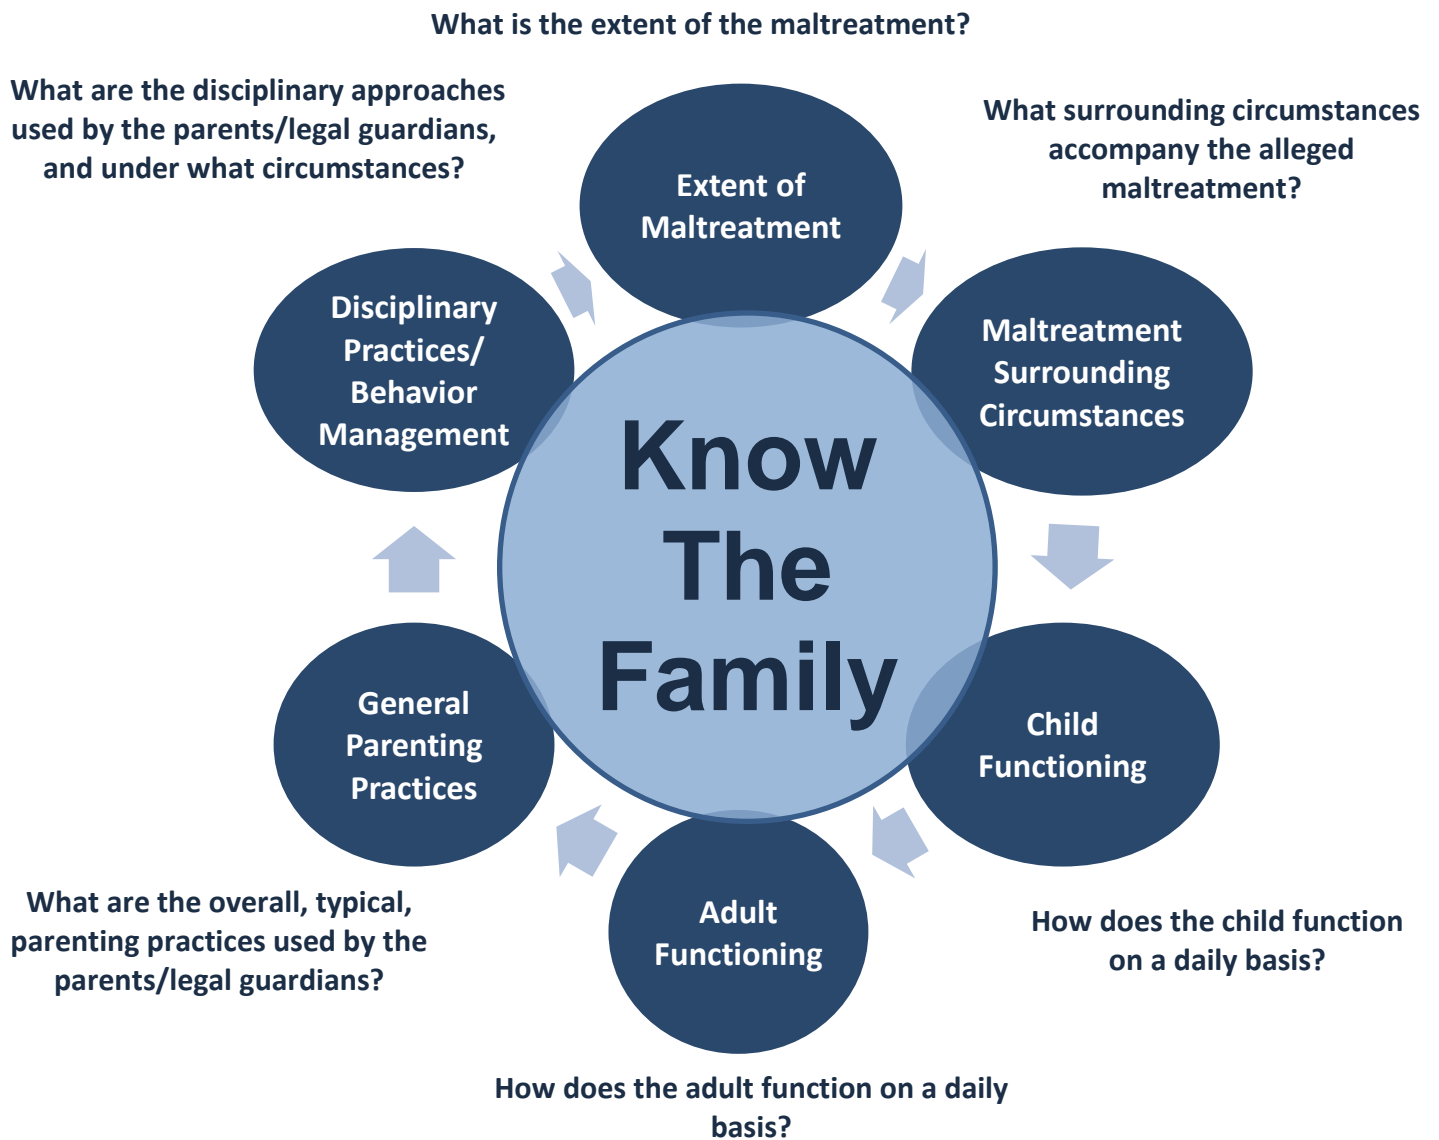 What is the extent of the maltreatment?
What are the disciplinary approaches
used by the parents/legal guardians,
and under what circumstances?
What surrounding circumstances
accompany the alleged
maltreatment?
Extent of
Maltreatment
Disciplinary
Practices/
Behavior
Management
Maltreatment
Surrounding
Circumstances
Know
The
Family
General
Parenting
Practices
Child
Functioning
Adult
Functioning
What are the overall, typical,
parenting practices used by the
parents/legal guardians?
How does the child function
on a daily basis?
How does the adult function on a daily
basis?